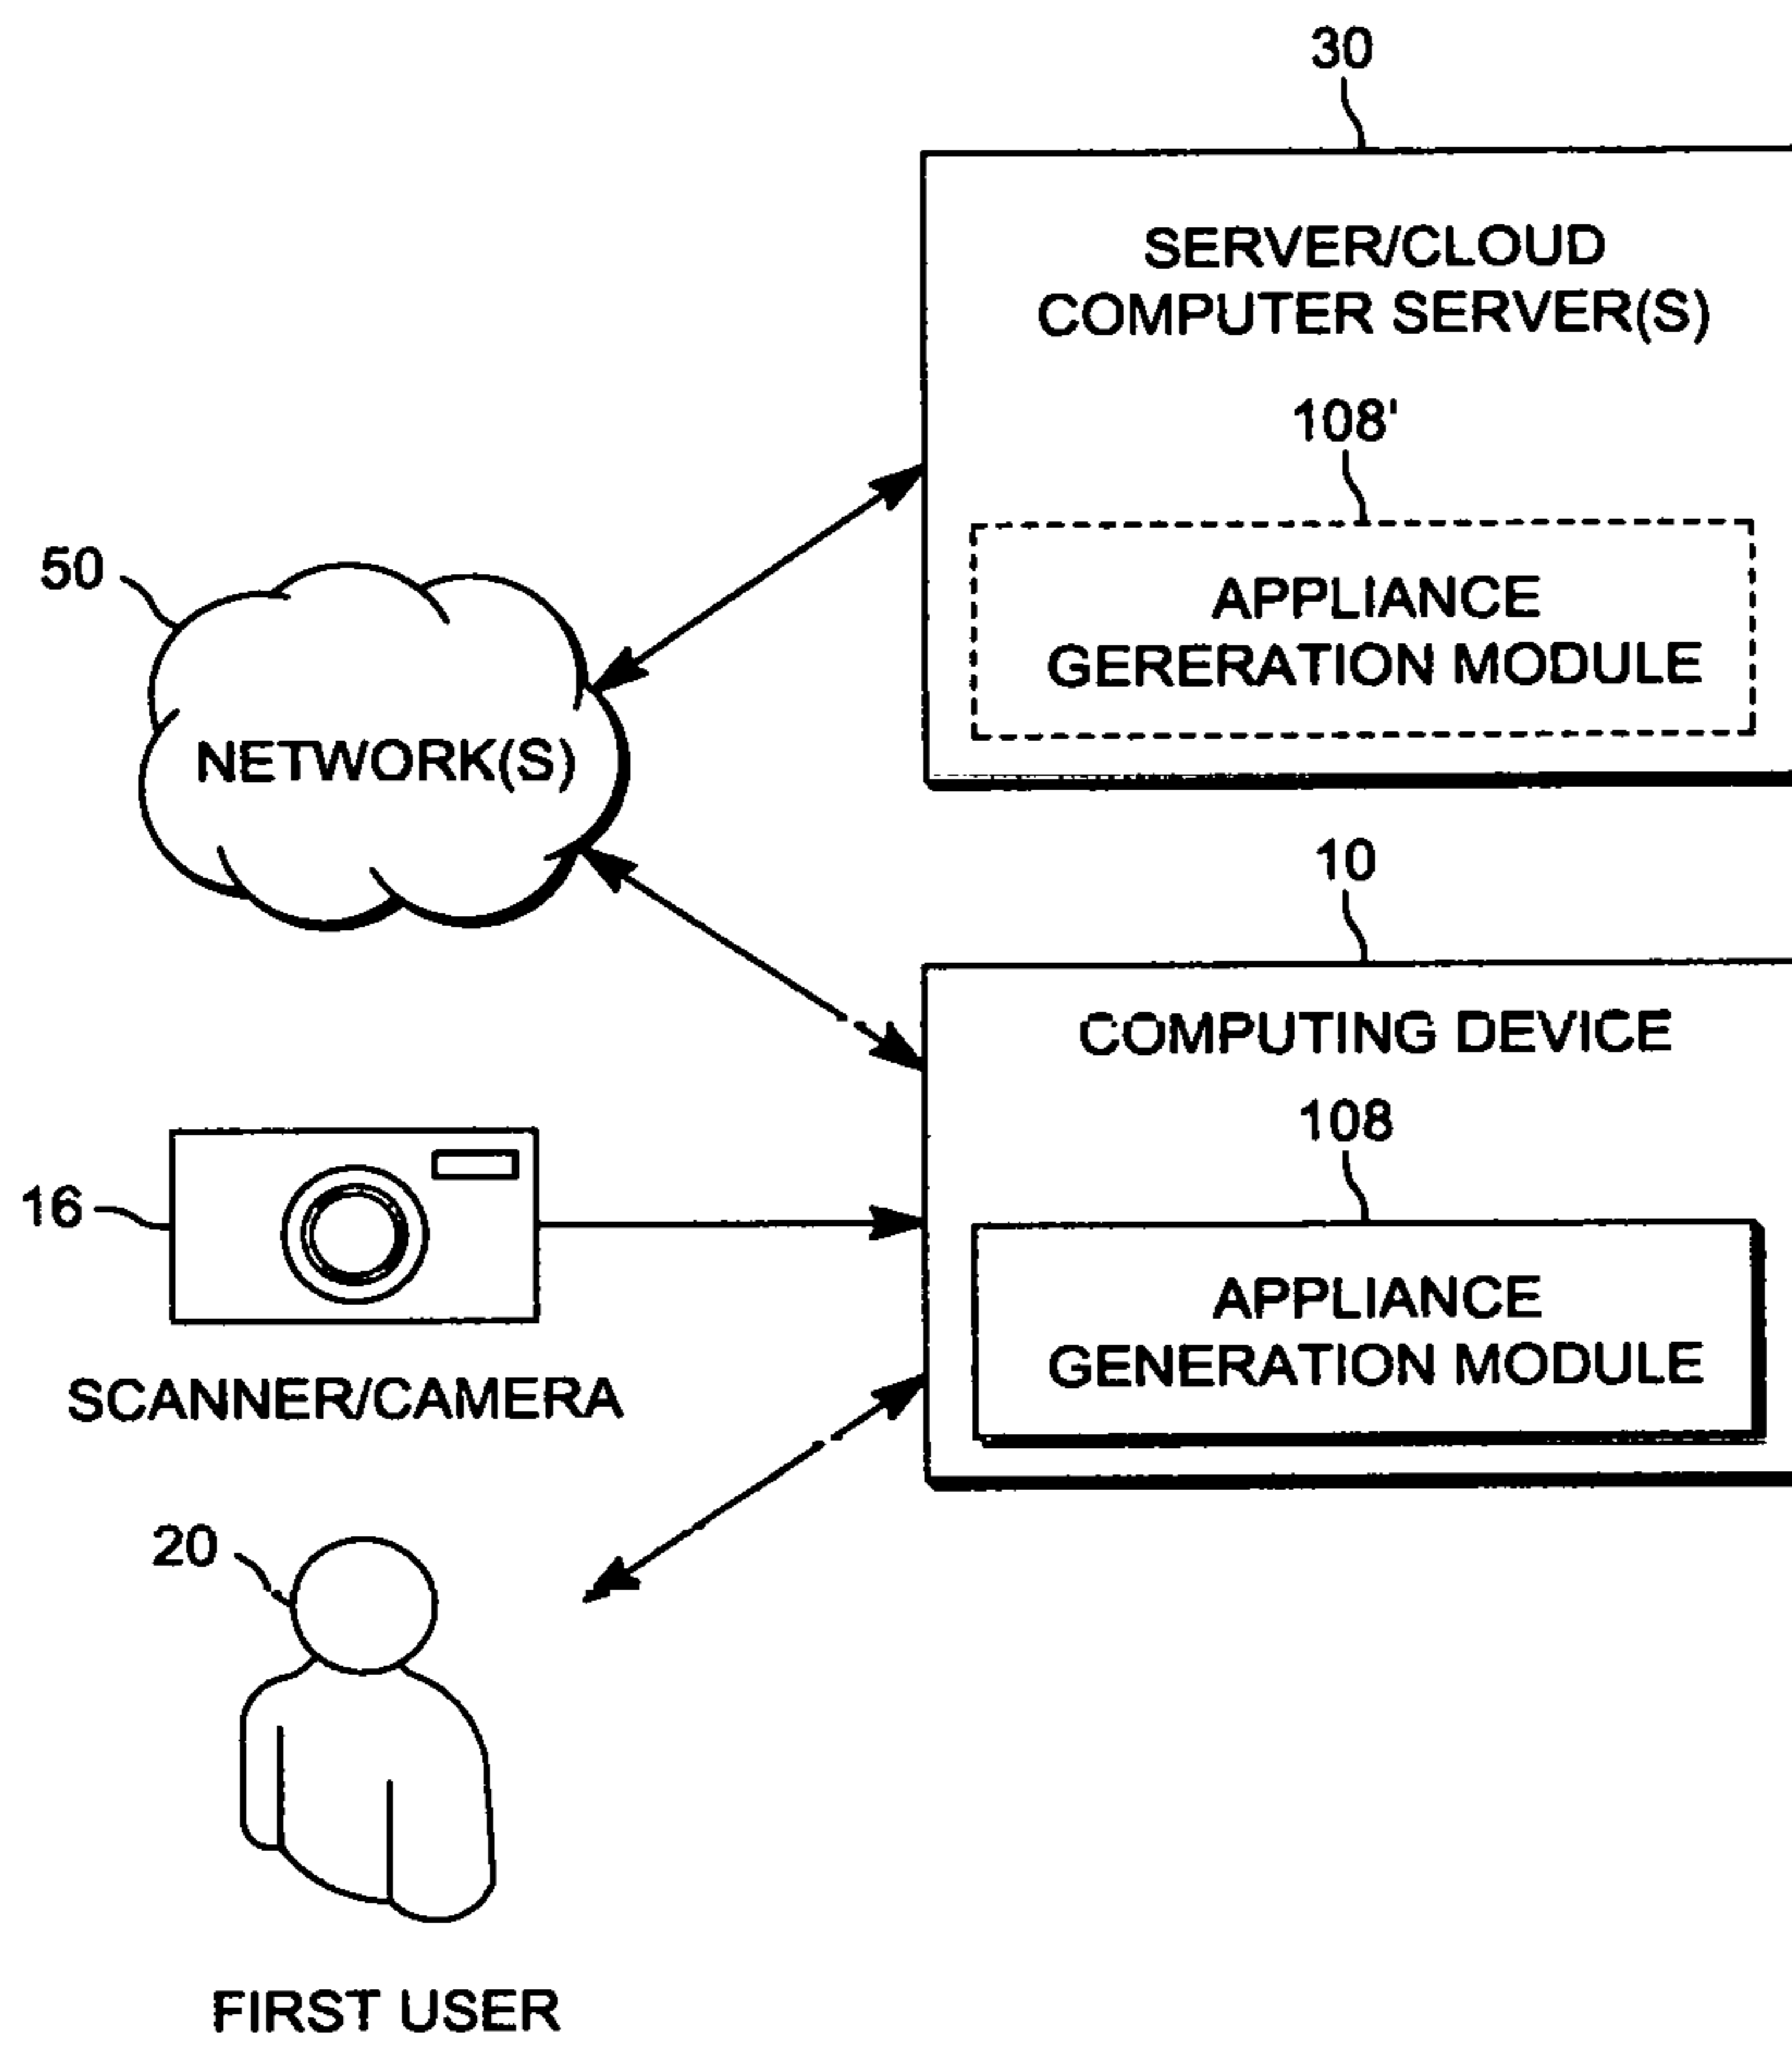 30
SERVER/CLOUD
COMPUTER SERVER(S)
108'
APPLIANCE
GERERATION MODULE
50
NETWORK(S)
10
COMPUTING DEVICE
108
APPLIANCE
GENERATION MODULE
16
SCANNER/CAMERA
20
FIRST USER